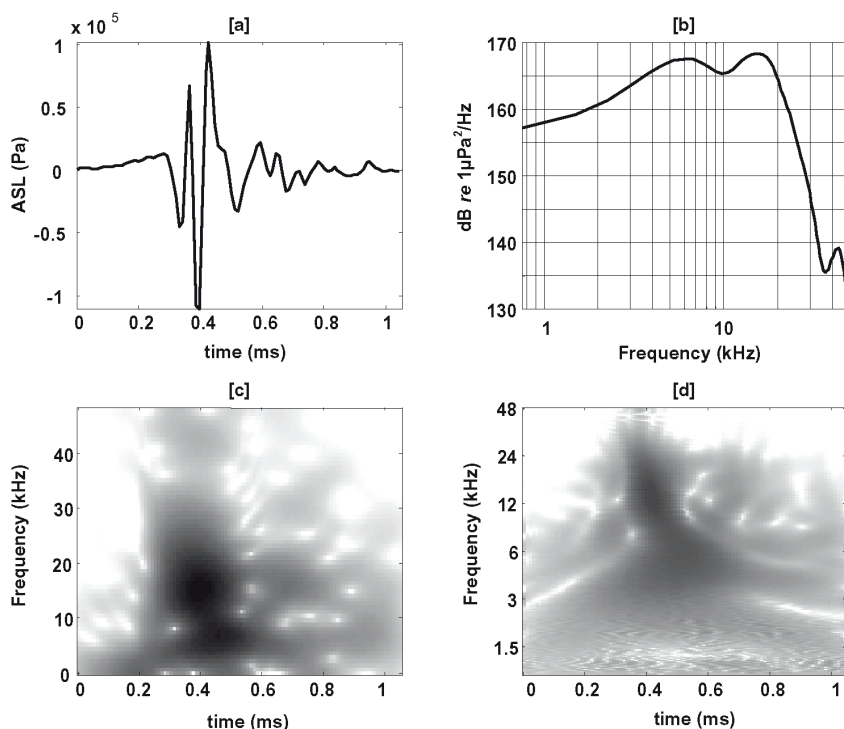 [a]
x 10 5
1
0.5
0
-0.5
-1
ASL (Pa)
0 0.2 0.4 0.6 0.8 1
time (ms)
[b]
170
160
150
140
130
dB re 1µPa²/Hz
1 10
Frequency (kHz)
[c]
40
30
20
10
0
Frequency (kHz)
0 0.2 0.4 0.6 0.8 1
time (ms)
[d]
48
24
12
6
3
1.5
Frequency (kHz)
0 0.2 0.4 0.6 0.8 1
time (ms)